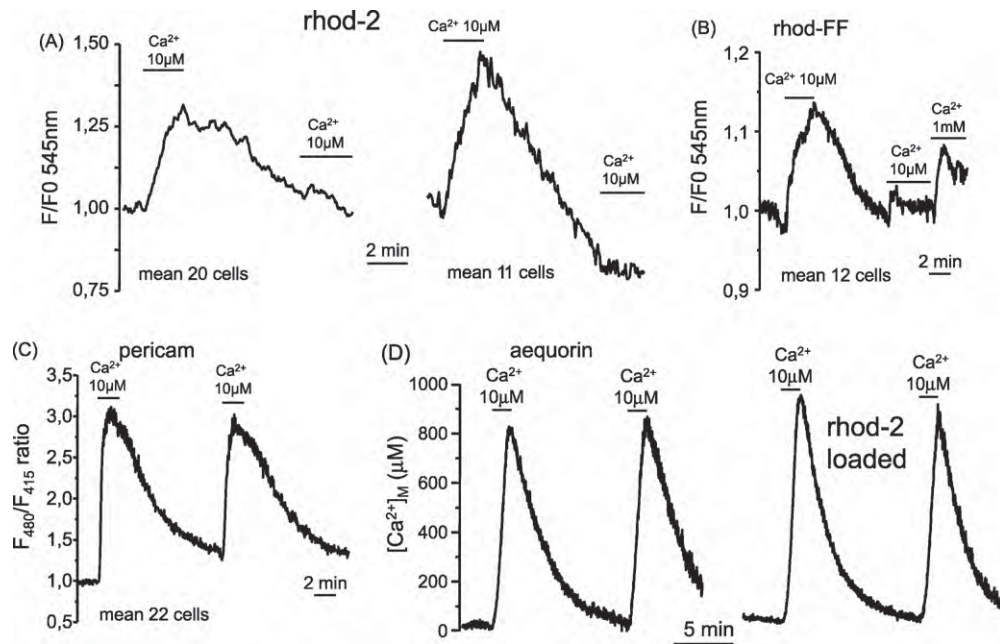 rhod-2
(A)
1,50
1,25
1,00
0,75
F/F0 545nm
Ca²⁺
10µM
Ca²⁺
10µM
mean 20 cells
2 min
Ca²⁺ 10µM
Ca²⁺
10µM
mean 11 cells
(B)
rhod-FF
1,2
1,1
1,0
0,9
F/F0 545nm
Ca²⁺ 10µM
Ca²⁺
10µM
Ca²⁺
1mM
2 min
mean 12 cells
(C)
pericam
3,5
3,0
2,5
2,0
1,5
1,0
0,5
F₄₈₀/F₄₁₅ ratio
Ca²⁺
10µM
Ca²⁺
10µM
2 min
mean 22 cells
(D)
aequorin
1000
800
600
400
200
0
[Ca²⁺]M (µM)
Ca²⁺
10µM
Ca²⁺
10µM
5 min
Ca²⁺
10µM
Ca²⁺
10µM
rhod-2
loaded